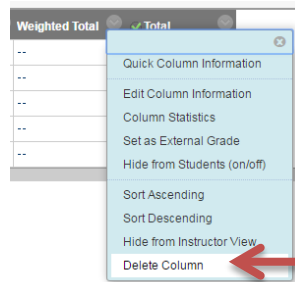 Weighted Total Total
--
--
--
--
--
Quick Column Information
Edit Column Information
Column Statistics
Set as External Grade
Hide from Students (on/off)
Sort Ascending
Sort Descending
Hide from Instructor View
Delete Column